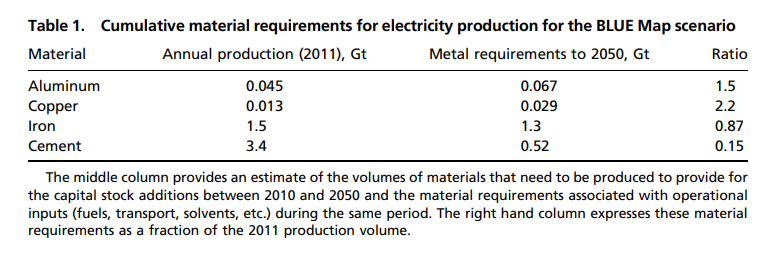 Table 1. Cumulative material requirements for electricity production for the BLUE Map scenario
Material Annual production (2011), Gt Metal requirements to 2050, Gt Ratio
Aluminum 0.045 0.067 1.5
Copper 0.013 0.029 2.2
Iron 1.5 1.3 0.87
Cement 3.4 0.52 0.15
The middle column provides an estimate of the volumes of materials that need to be produced to provide for
the capital stock additions between 2010 and 2050 and the material requirements associated with operational
inputs (fuels, transport, solvents, etc.) during the same period. The right hand column expresses these material
requirements as a fraction of the 2011 production volume.